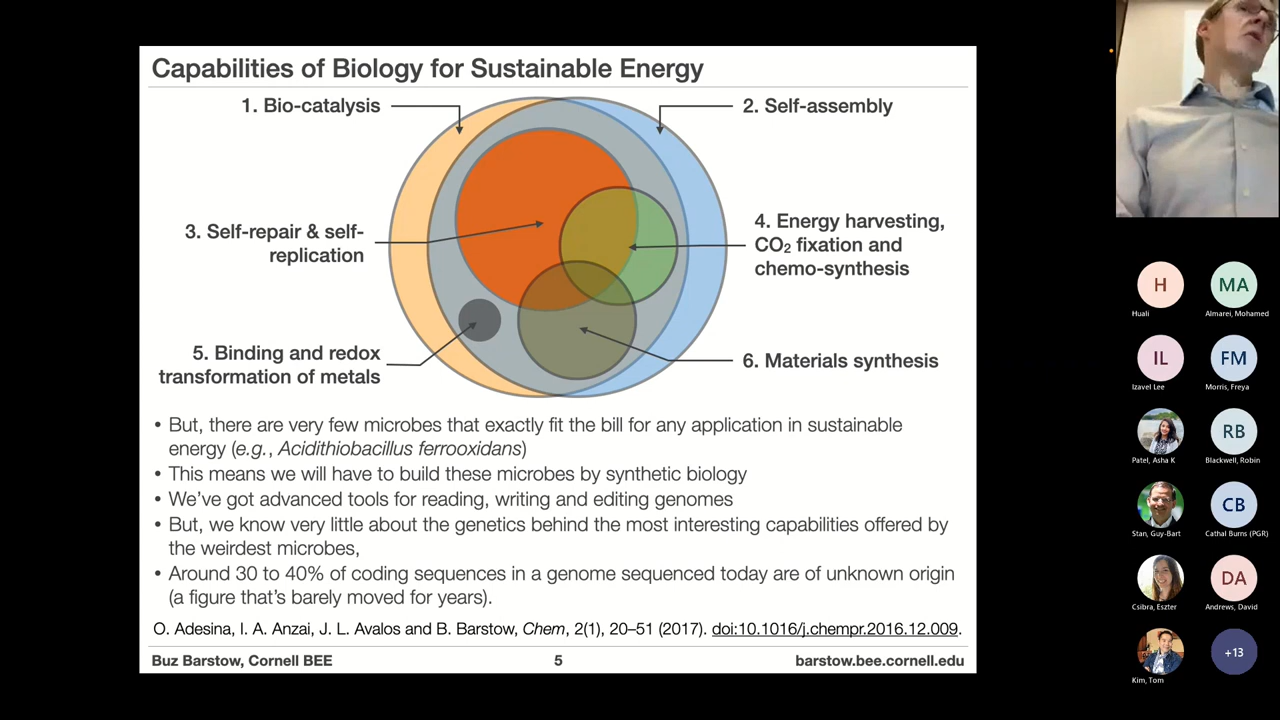 Capabilities of Biology for Sustainable Energy
1. Bio-catalysis
2. Self-assembly
3. Self-repair & self-
replication
4. Energy harvesting,
CO₂ fixation and
chemo-synthesis
5. Binding and redox
transformation of metals
6. Materials synthesis
• But, there are very few microbes that exactly fit the bill for any application in sustainable
energy (e.g., Acidithiobacillus ferrooxidans)
• This means we will have to build these microbes by synthetic biology
• We've got advanced tools for reading, writing and editing genomes
• But, we know very little about the genetics behind the most interesting capabilities offered by
the weirdest microbes,
• Around 30 to 40% of coding sequences in a genome sequenced today are of unknown origin
(a figure that's barely moved for years).
O. Adesina, I. A. Anzai, J. L. Avalos and B. Barstow, Chem, 2(1), 20–51 (2017). doi:10.1016/j.chempr.2016.12.009.
Buz Barstow, Cornell BEE
5
barstow.bee.cornell.edu
H
MA
Huali
Almarei, Mohamed
IL
FM
Izavel Lee
Morris, Freya
RB
Patel, Asha K
Blackwell, Robin
CB
Stan, Guy-Bart
Cathal Burns (PGR)
DA
Csibra, Eszter
Andrews, David
+13
Kim, Tom